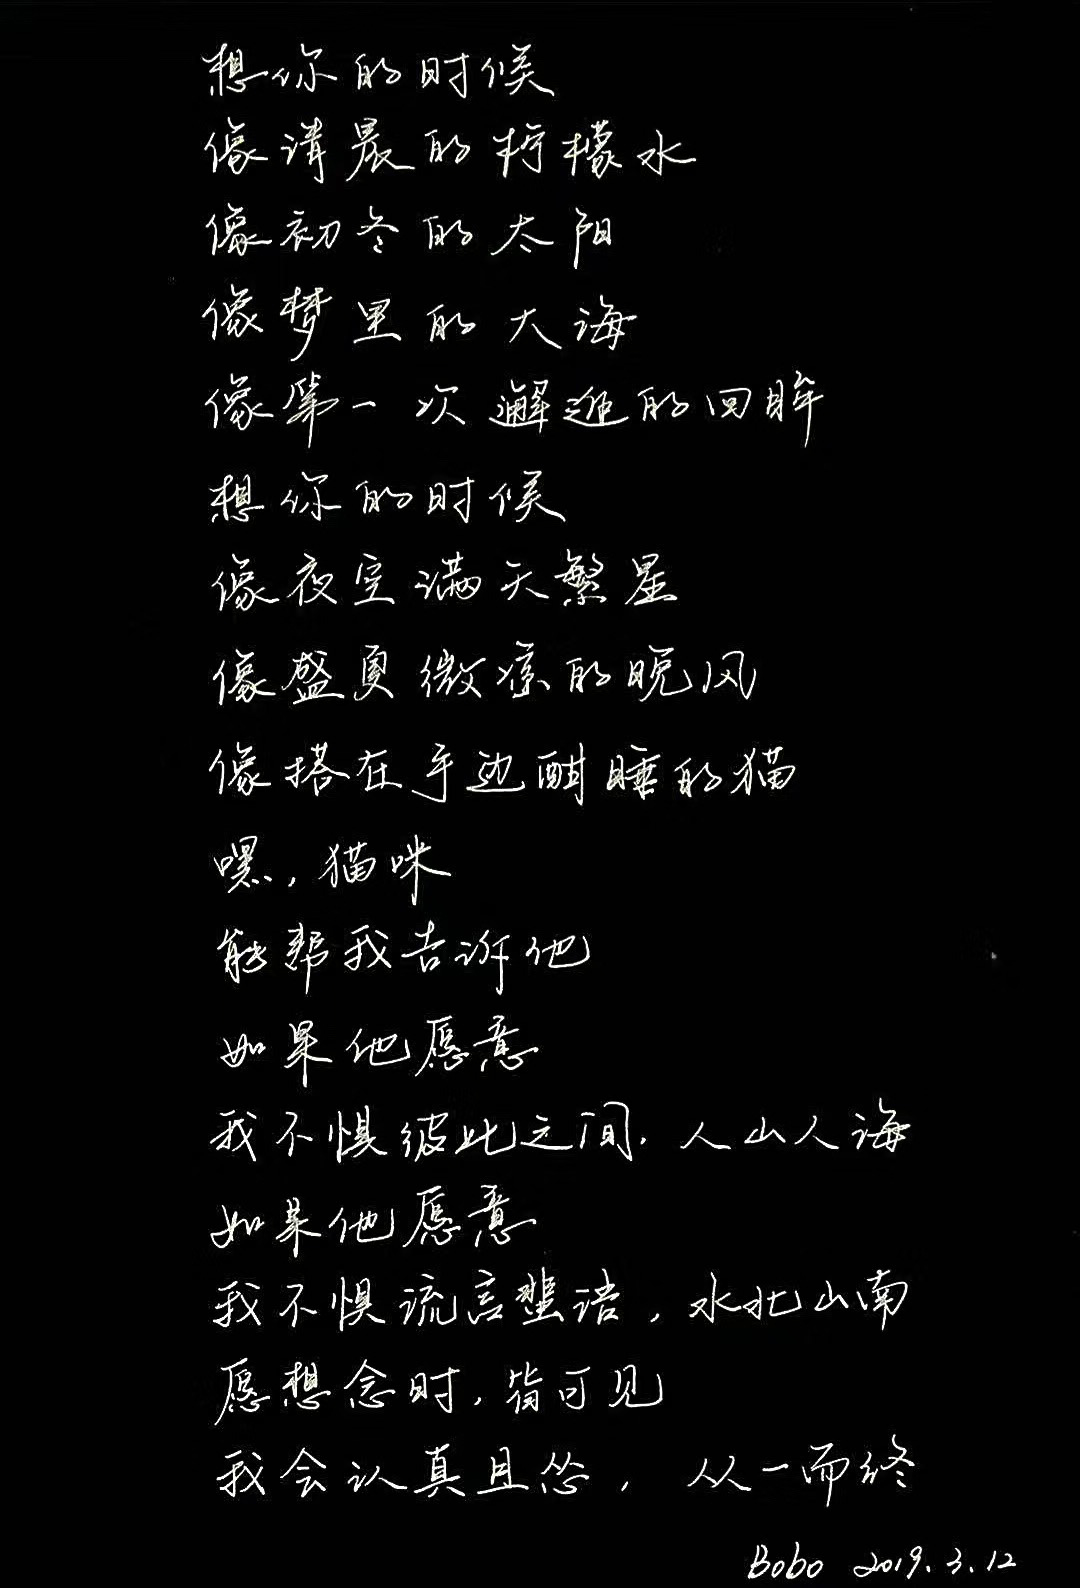 想你的时候
像清晨的柠檬水
像初冬的太阳
像梦里的大海
像第一次邂逅的回眸
想你的时候
像夜空满天繁星
像盛夏微凉的晚风
像搭在手边酣睡的猫
嘿，猫咪
能帮我告诉他
如果他愿意
我不惧彼此之间，人山人海
如果他愿意
我不惧流言蜚语，水北山南
愿想念时，皆可见
我会认真且怂，从一而终
Bobo 2019.3.12